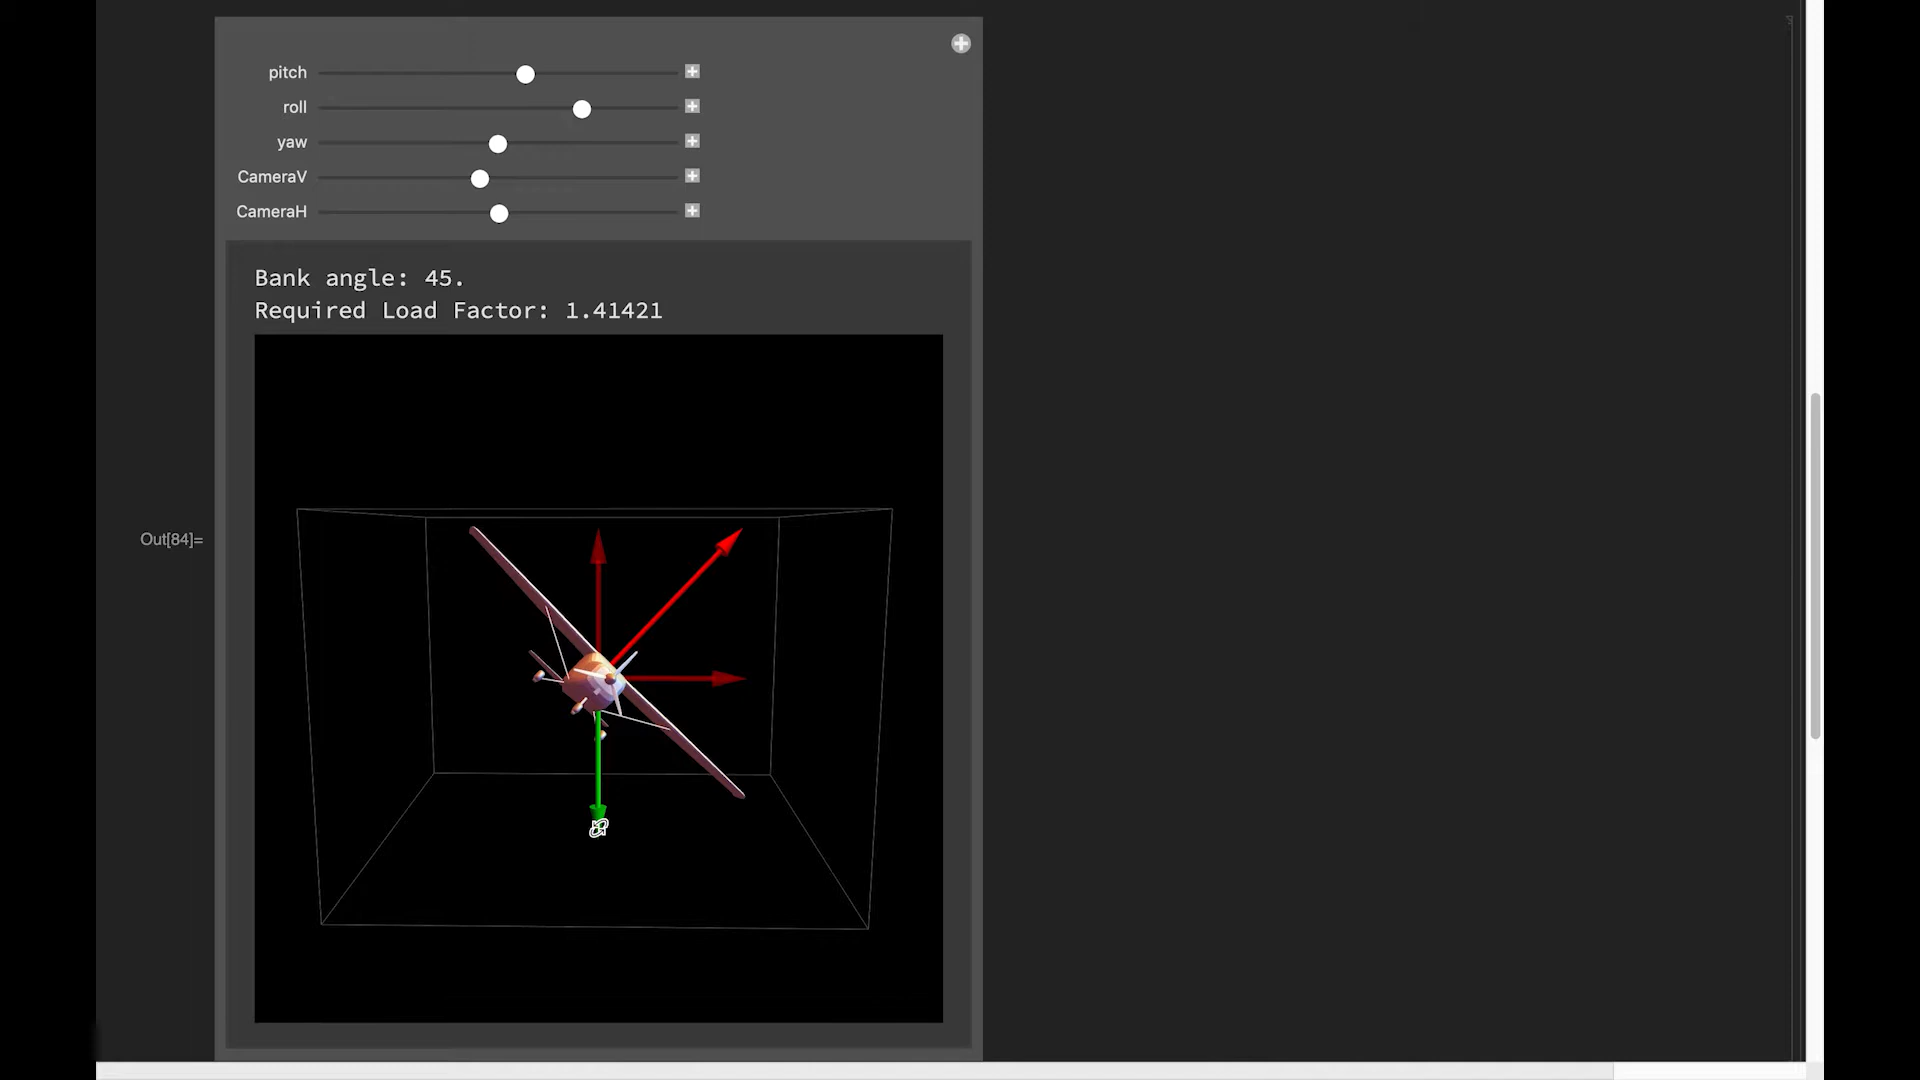 pitch
roll
yaw
CameraV
CameraH
Bank angle: 45.
Required Load Factor: 1.41421
Out[84]=